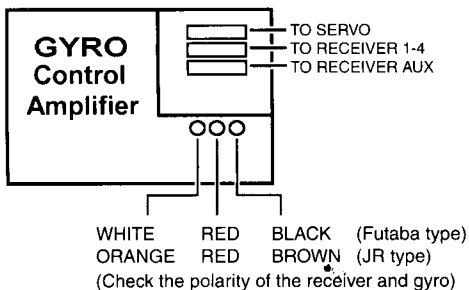 GYRO
Control
Amplifier
TO SERVO
TO RECEIVER 1-4
TO RECEIVER AUX
WHITE RED BLACK (Futaba type)
ORANGE RED BROWN (JR type)
(Check the polarity of the receiver and gyro)